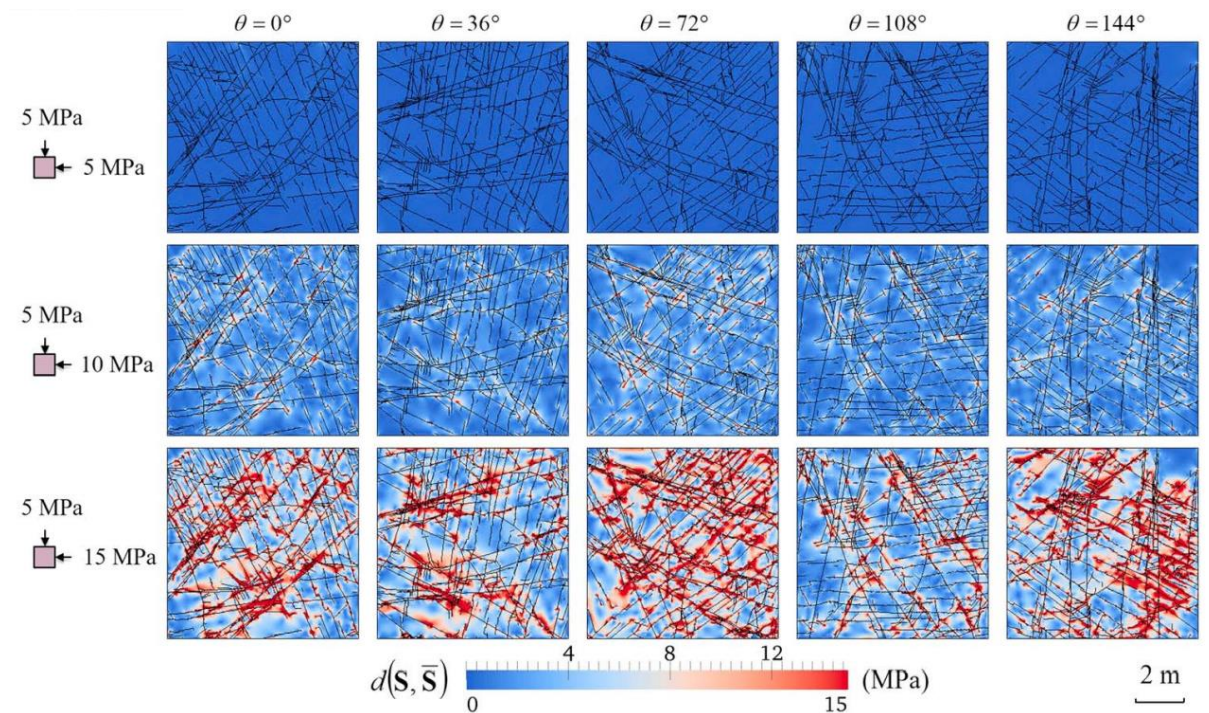 θ = 0° θ = 36° θ = 72° θ = 108° θ = 144°
5 MPa
5 MPa
5 MPa
10 MPa
5 MPa
15 MPa
4 8 12
d(S, S̅) (MPa)
0 15
2 m